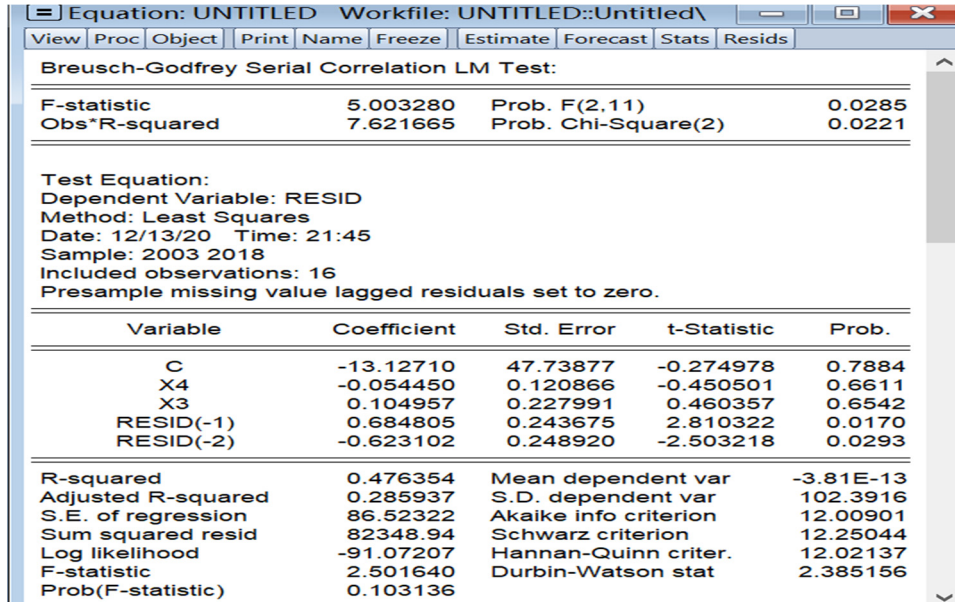 Equation: UNTITLED Workfile: UNTITLED::Untitled\
View Proc Object Print Name Freeze Estimate Forecast Stats Resids
Breusch-Godfrey Serial Correlation LM Test:
F-statistic 5.003280 Prob. F(2,11) 0.0285
Obs*R-squared 7.621665 Prob. Chi-Square(2) 0.0221
Test Equation:
Dependent Variable: RESID
Method: Least Squares
Date: 12/13/20 Time: 21:45
Sample: 2003 2018
Included observations: 16
Presample missing value lagged residuals set to zero.
Variable Coefficient Std. Error t-Statistic Prob.
C -13.12710 47.73877 -0.274978 0.7884
X4 -0.054450 0.120866 -0.450501 0.6611
X3 0.104957 0.227991 0.460357 0.6542
RESID(-1) 0.684805 0.243675 2.810322 0.0170
RESID(-2) -0.623102 0.248920 -2.503218 0.0293
R-squared 0.476354 Mean dependent var -3.81E-13
Adjusted R-squared 0.285937 S.D. dependent var 102.3916
S.E. of regression 86.52322 Akaike info criterion 12.00901
Sum squared resid 82348.94 Schwarz criterion 12.25044
Log likelihood -91.07207 Hannan-Quinn criter. 12.02137
F-statistic 2.501640 Durbin-Watson stat 2.385156
Prob(F-statistic) 0.103136